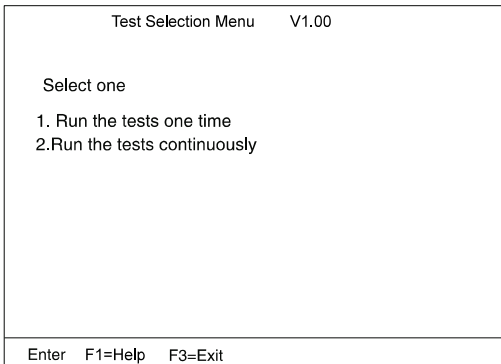 Test Selection Menu V1.00
Select one
1. Run the tests one time
2.Run the tests continuously
Enter F1=Help F3=Exit